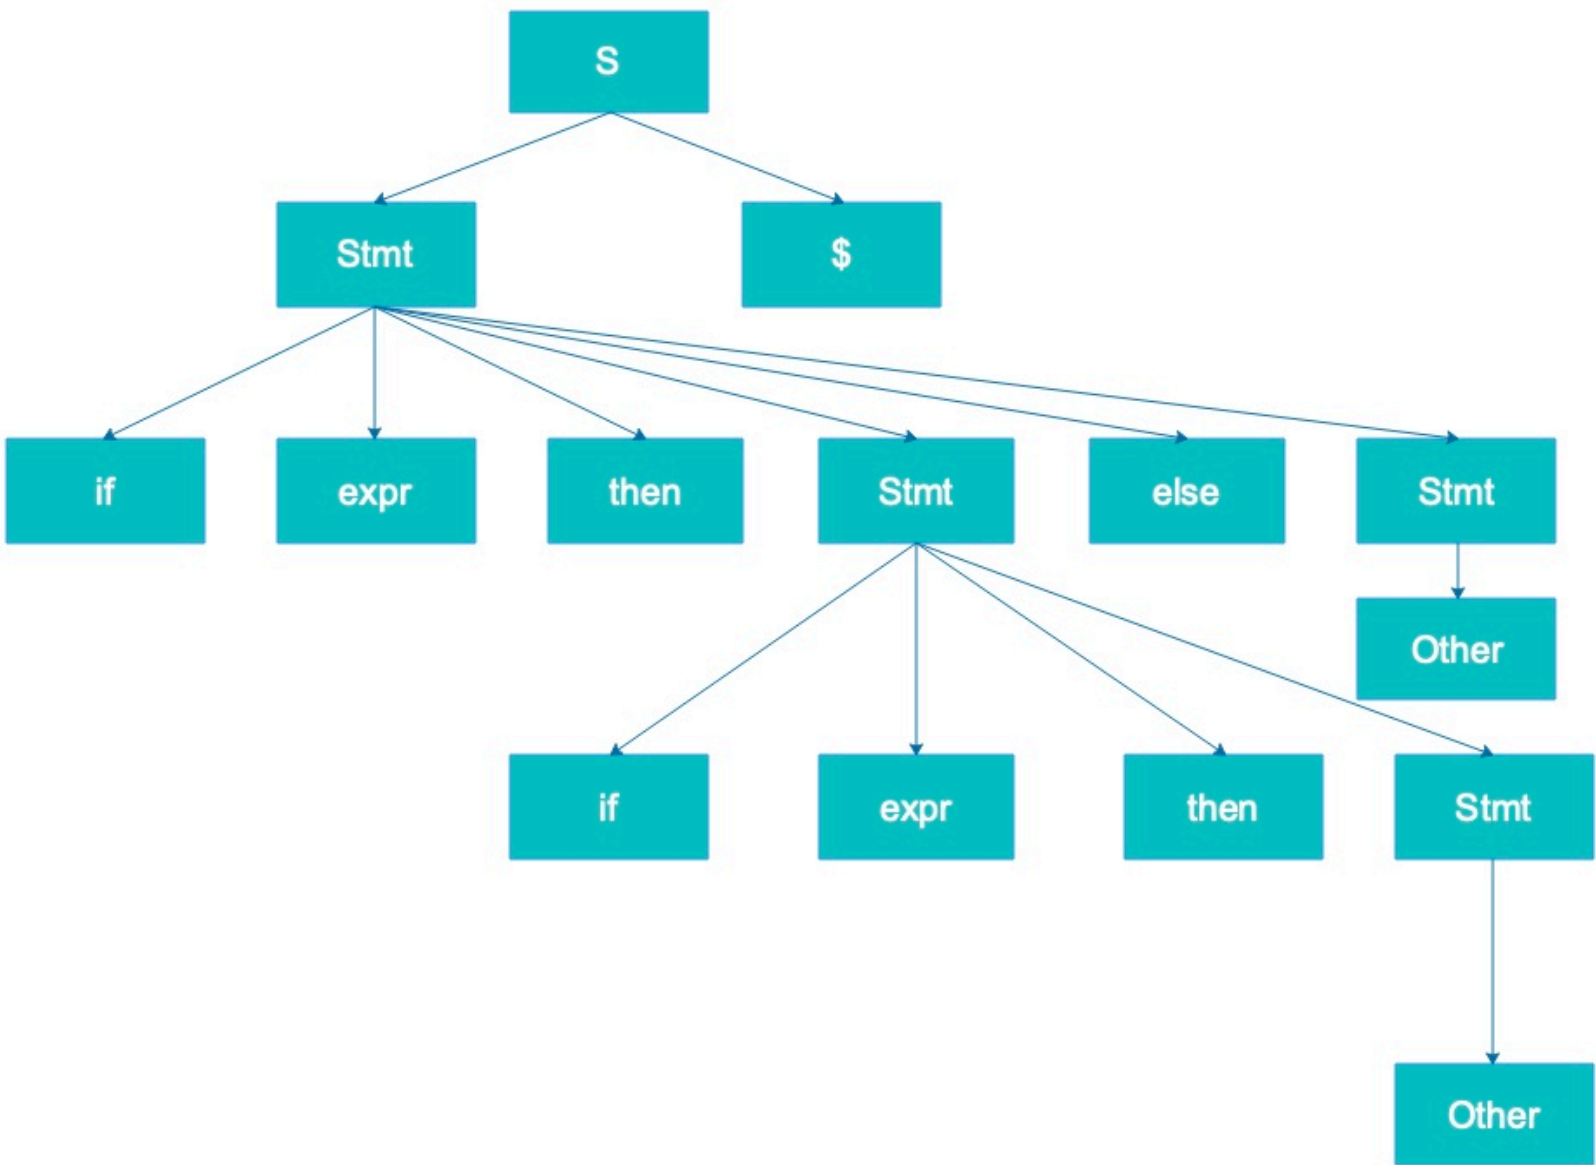 S
Stmt
$
if
expr
then
Stmt
else
Stmt
Other
if
expr
then
Stmt
Other